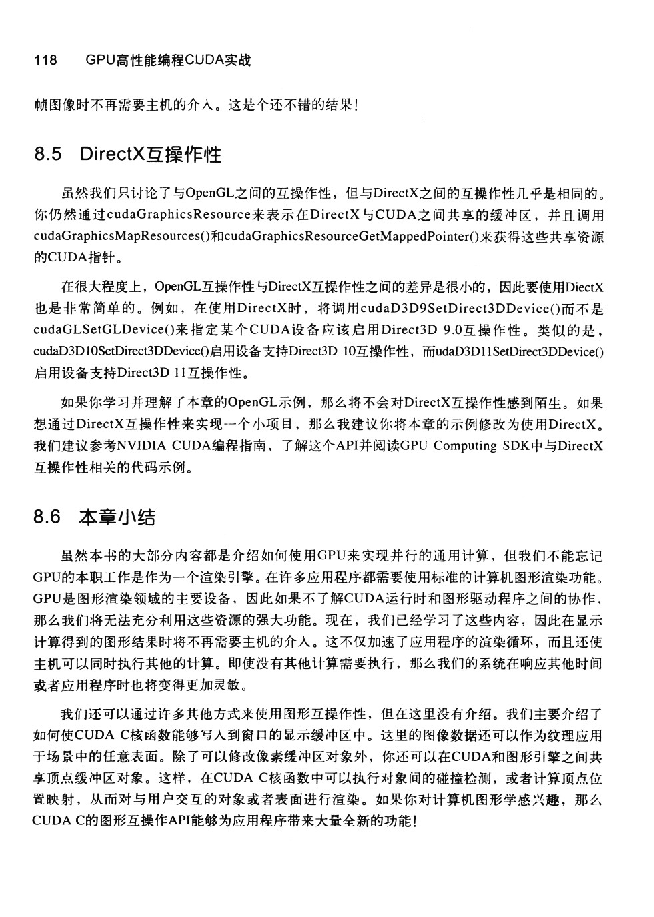 118 GPU高性能编程CUDA实战
帧图像时不再需要主机的介入。这是个还不错的结果！
8.5 DirectX互操作性
虽然我们只讨论了与OpenGL之间的互操作性，但与DirectX之间的互操作性几乎是相同的。
你仍然通过cudaGraphicsResource来表示在DirectX与CUDA之间共享的缓冲区，并且调用
cudaGraphicsMapResources()和cudaGraphicsResourceGetMappedPointer()来获得这些共享资源
的CUDA指针。
在很大程度上，OpenGL互操作性与DirectX互操作性之间的差异是很小的，因此要使用DiectX
也是非常简单的。例如，在使用DirectX时，将调用cudaD3D9SetDirect3DDevice()而不是
cudaGLSetGLDevice()来指定某个CUDA设备应该启用Direct3D 9.0互操作性。类似的是，
cudaD3D10SetDirect3DDevice()启用设备支持Direct3D 10互操作性，而udaD3D11SetDirect3DDevice()
启用设备支持Direct3D 11互操作性。
如果你学习并理解了本章的OpenGL示例，那么将不会对DirectX互操作性感到陌生。如果
想通过DirectX互操作性来实现一个小项目，那么我建议你将本章的示例修改为使用DirectX。
我们建议参考NVIDIA CUDA编程指南，了解这个API并阅读GPU Computing SDK中与DirectX
互操作性相关的代码示例。
8.6 本章小结
虽然本书的大部分内容都是介绍如何使用GPU来实现并行的通用计算，但我们不能忘记
GPU的本职工作是作为一个渲染引擎。在许多应用程序都需要使用标准的计算机图形渲染功能。
GPU是图形渲染领域的主要设备，因此如果不了解CUDA运行时和图形驱动程序之间的协作，
那么我们将无法充分利用这些资源的强大功能。现在，我们已经学习了这些内容，因此在显示
计算得到的图形结果时将不再需要主机的介入。这不仅加速了应用程序的渲染循环，而且还使
主机可以同时执行其他的计算。即使没有其他计算需要执行，那么我们的系统在响应其他时间
或者应用程序时也将变得更加灵敏。
我们还可以通过许多其他方式来使用图形互操作性，但在这里没有介绍。我们主要介绍了
如何使CUDA C核函数能够写入到窗口的显示缓冲区中。这里的图像数据还可以作为纹理应用
于场景中的任意表面。除了可以修改像素缓冲区对象外，你还可以在CUDA和图形引擎之间共
享顶点缓冲区对象。这样，在CUDA C核函数中可以执行对象间的碰撞检测，或者计算顶点位
置映射，从而对与用户交互的对象或者表面进行渲染。如果你对计算机图形学感兴趣，那么
CUDA C的图形互操作API能够为应用程序带来大量全新的功能！